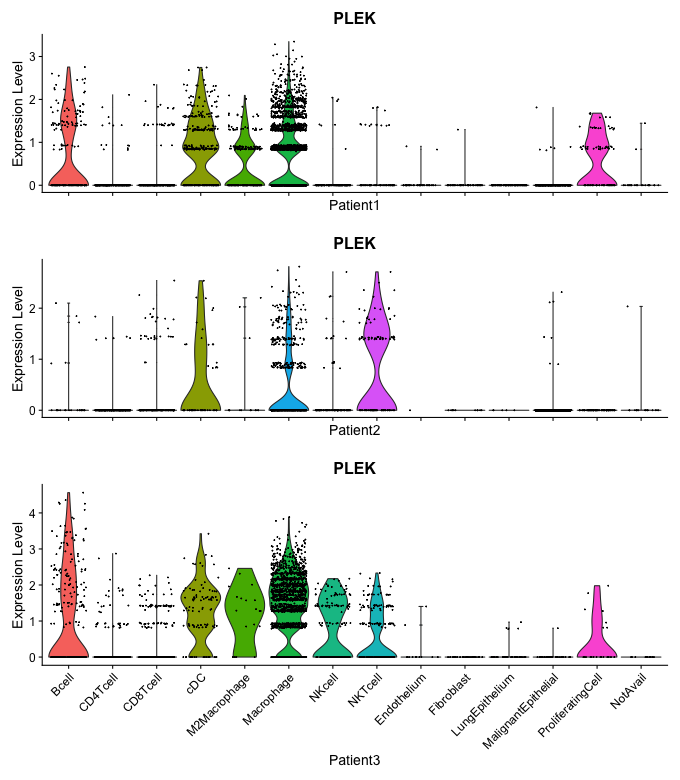 PLEK
Expression Level
3
2
1
0
Patient1
PLEK
Expression Level
2
1
0
Patient2
PLEK
Expression Level
4
3
2
1
0
Bcell
CD4Tcell
CD8Tcell
cDC
M2Macrophage
Macrophage
NKcell
NKTcell
Endothelium
Fibroblast
LungEpithelium
MalignantEpithelial
ProliferatingCell
NotAvail
Patient3